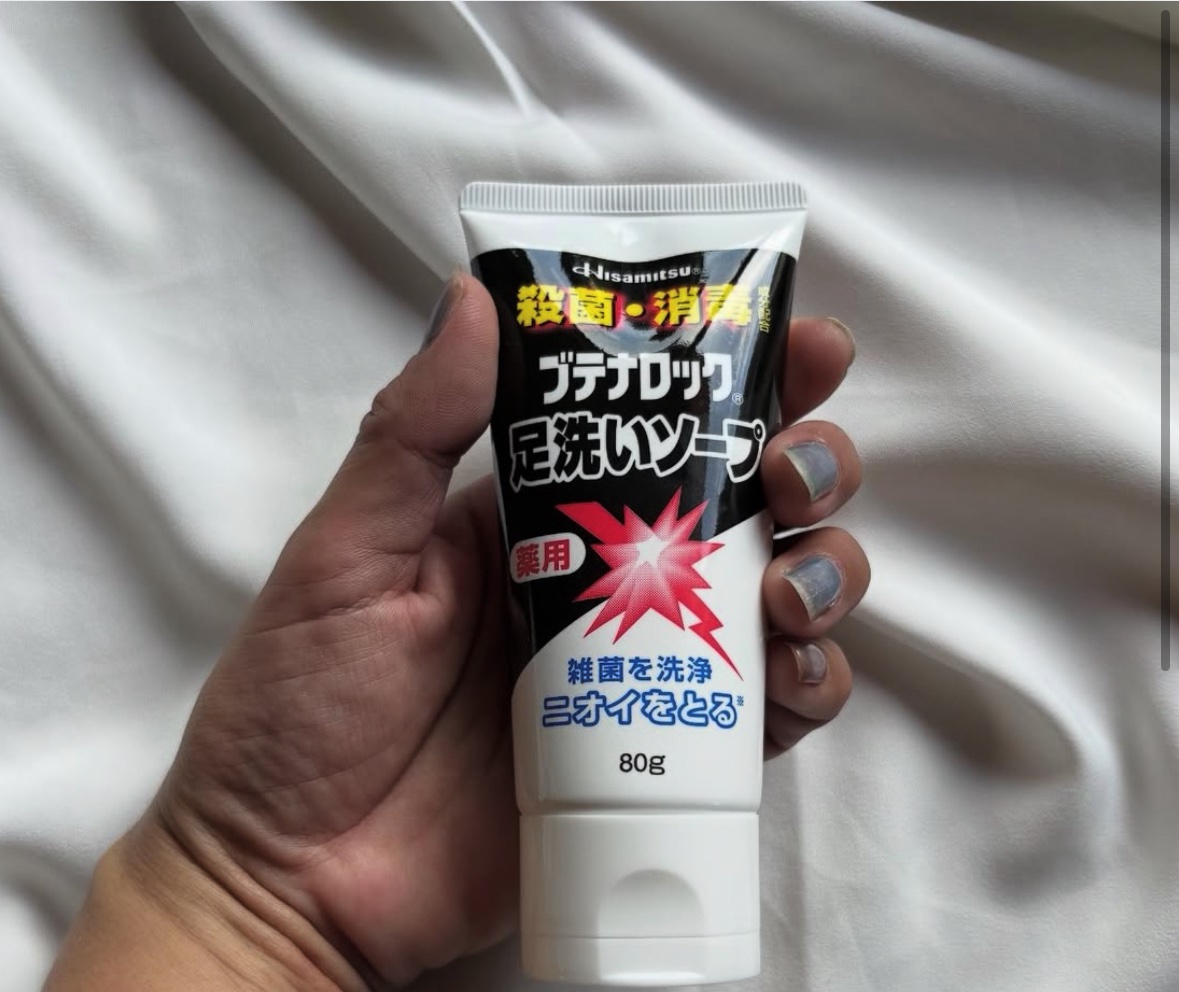 Hisamitsu®
殺菌・消毒
ブテナロック®
足洗いソープ
薬用
雑菌を洗浄
ニオイをとる※
80g